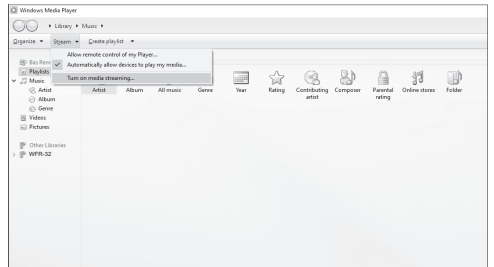 Windows Media Player
Library ▸ Music ▸
Organize ▾ Stream ▾ Create playlist ▾
Allow remote control of my Player...
Automatically allow devices to play my media...
Turn on media streaming...
Bas Rem
Playlists
Music
Artist
Album
Genre
Videos
Pictures
Other Libraries
WFR-32
Artist
Album
All music
Genre
Year
Rating
Contributing artist
Composer
Parental rating
Online stores
Folder